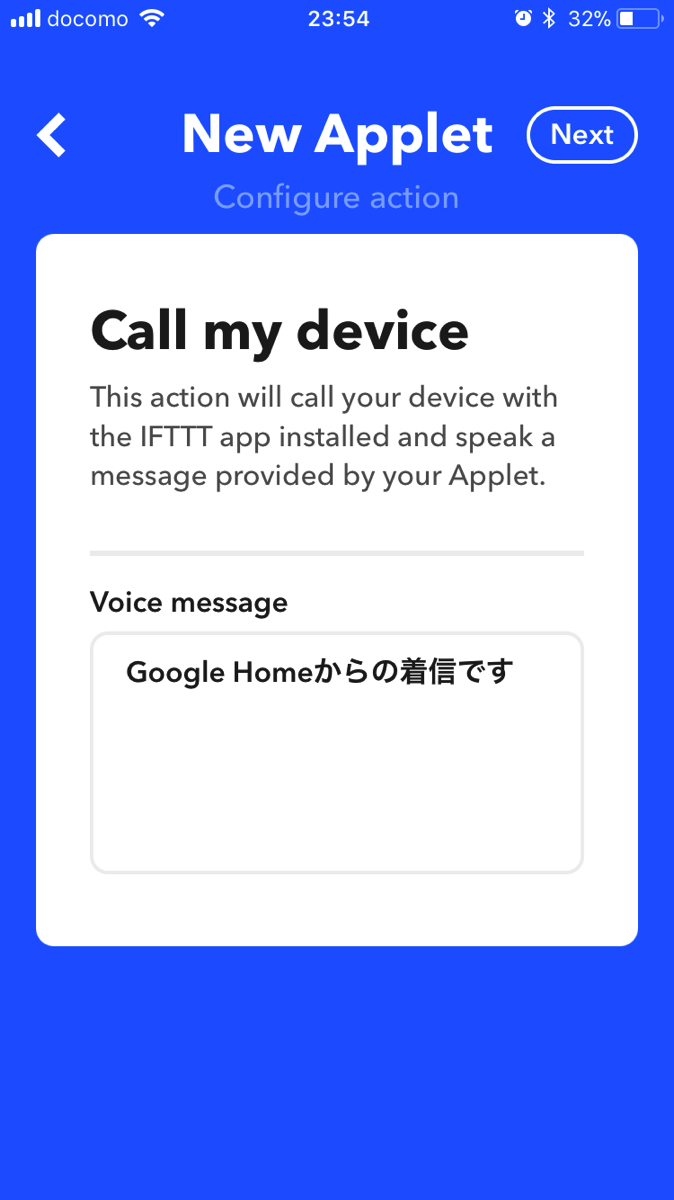 docomo 23:54 32%
New Applet Next
Configure action
Call my device
This action will call your device with
the IFTTT app installed and speak a
message provided by your Applet.
Voice message
Google Homeからの着信です